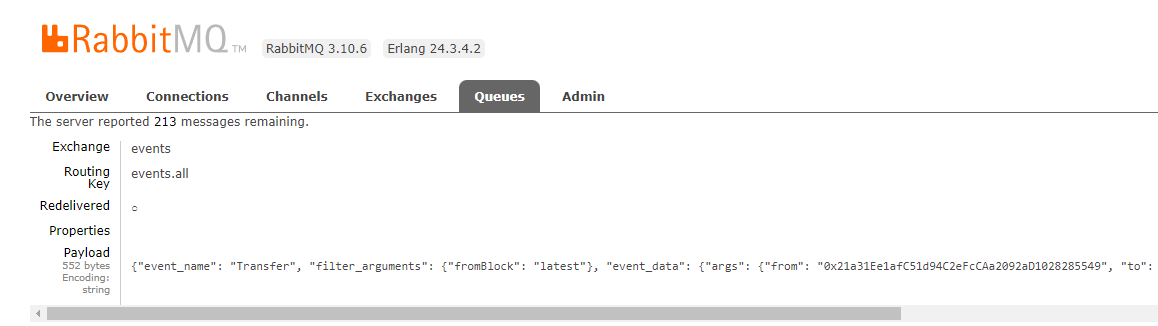 RabbitMQ TM RabbitMQ 3.10.6 Erlang 24.3.4.2
Overview Connections Channels Exchanges Queues Admin
The server reported 213 messages remaining.
Exchange events
Routing Key events.all
Redelivered ○
Properties
Payload
552 bytes
Encoding: string
{"event_name": "Transfer", "filter_arguments": {"fromBlock": "latest"}, "event_data": {"args": {"from": "0x21a31Ee1afC51d94C2eFcCAa2092aD1028285549", "to":